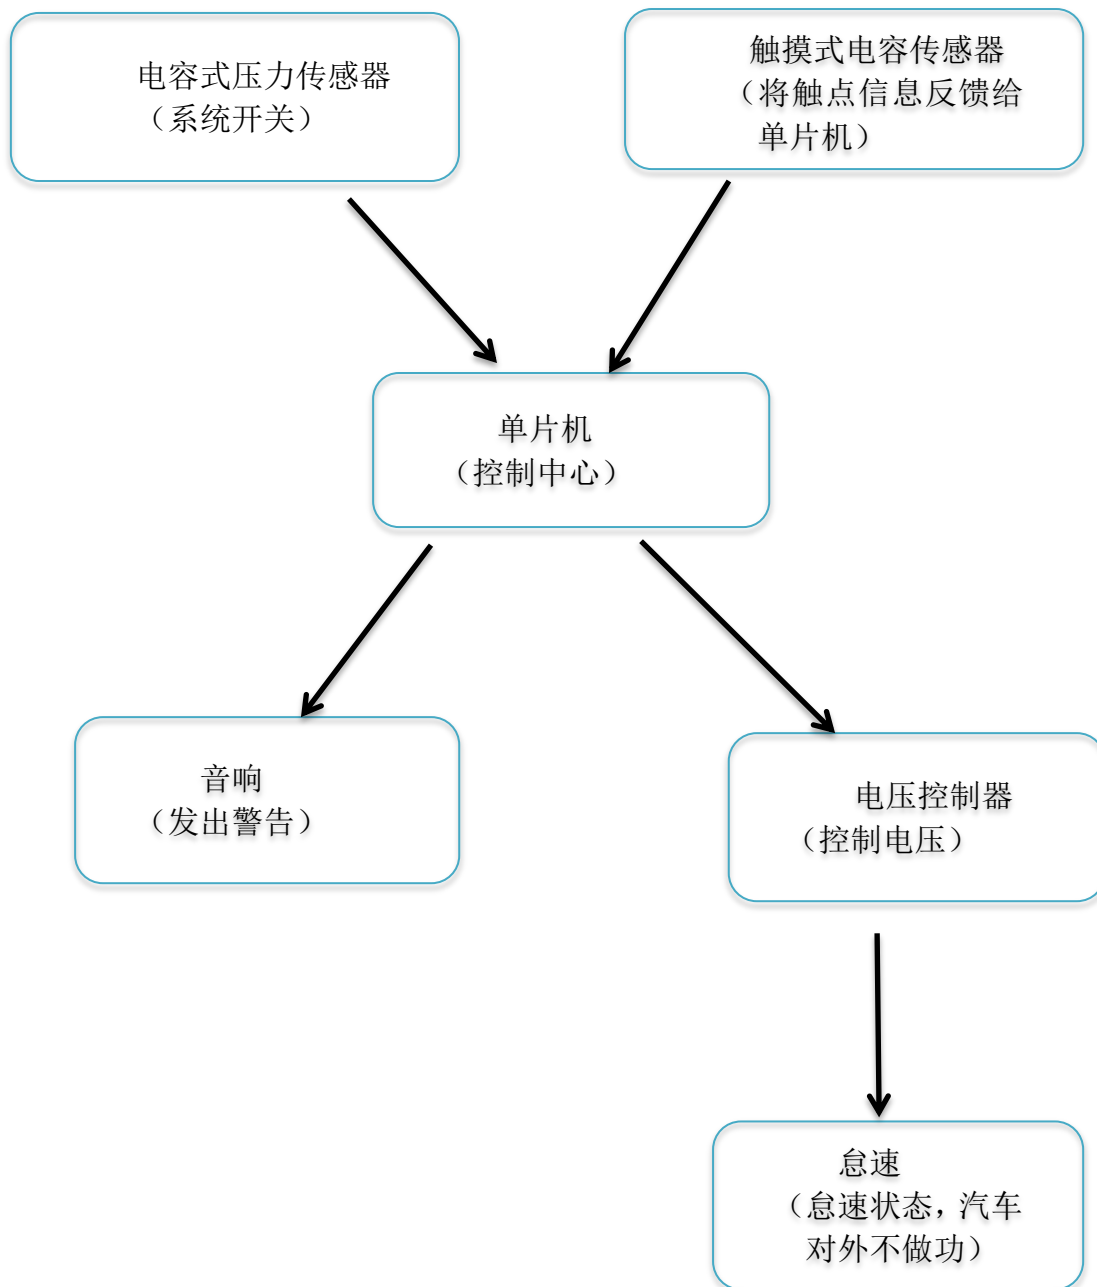 电容式压力传感器
（系统开关）
触摸式电容传感器
（将触点信息反馈给
单片机）
单片机
（控制中心）
音响
（发出警告）
电压控制器
（控制电压）
怠速
（怠速状态，汽车
对外不做功）